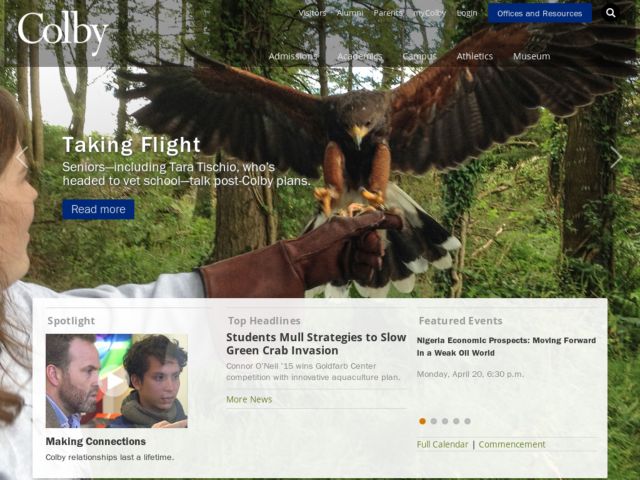 Colby
Visitors Alumni Parents myColby Login Offices and Resources
Admissions Academics Campus Athletics Museum
Taking Flight
Seniors—including Tara Tischio, who's
headed to vet school—talk post-Colby plans.
Read more
Spotlight
Making Connections
Colby relationships last a lifetime.
Top Headlines
Students Mull Strategies to Slow
Green Crab Invasion
Connor O'Neil '15 wins Goldfarb Center
competition with innovative aquaculture plan.
More News
Featured Events
Nigeria Economic Prospects: Moving Forward
in a Weak Oil World
Monday, April 20, 6:30 p.m.
Full Calendar | Commencement